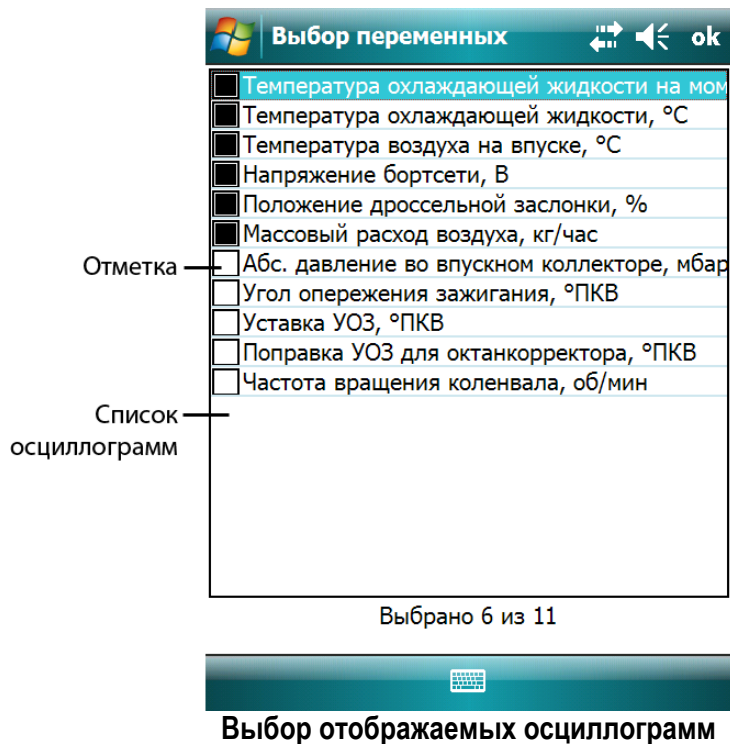 Выбор переменных ok
Температура охлаждающей жидкости на мом
Температура охлаждающей жидкости, °C
Температура воздуха на впуске, °C
Напряжение бортсети, В
Положение дроссельной заслонки, %
Массовый расход воздуха, кг/час
Отметка
Абс. давление во впускном коллекторе, мбар
Угол опережения зажигания, °ПКВ
Уставка УОЗ, °ПКВ
Поправка УОЗ для октанкорректора, °ПКВ
Частота вращения коленвала, об/мин
Список
осциллограмм
Выбрано 6 из 11
Выбор отображаемых осциллограмм